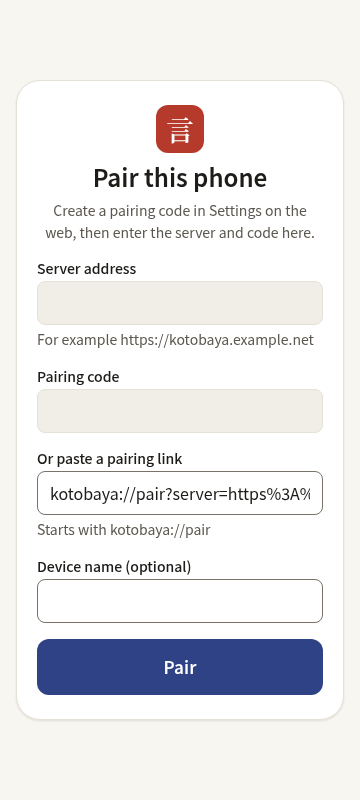 言
Pair this phone
Create a pairing code in Settings on the
web, then enter the server and code here.
Server address
For example https://kotobaya.example.net
Pairing code
Or paste a pairing link
kotobaya://pair?server=https%3A%
Starts with kotobaya://pair
Device name (optional)
Pair